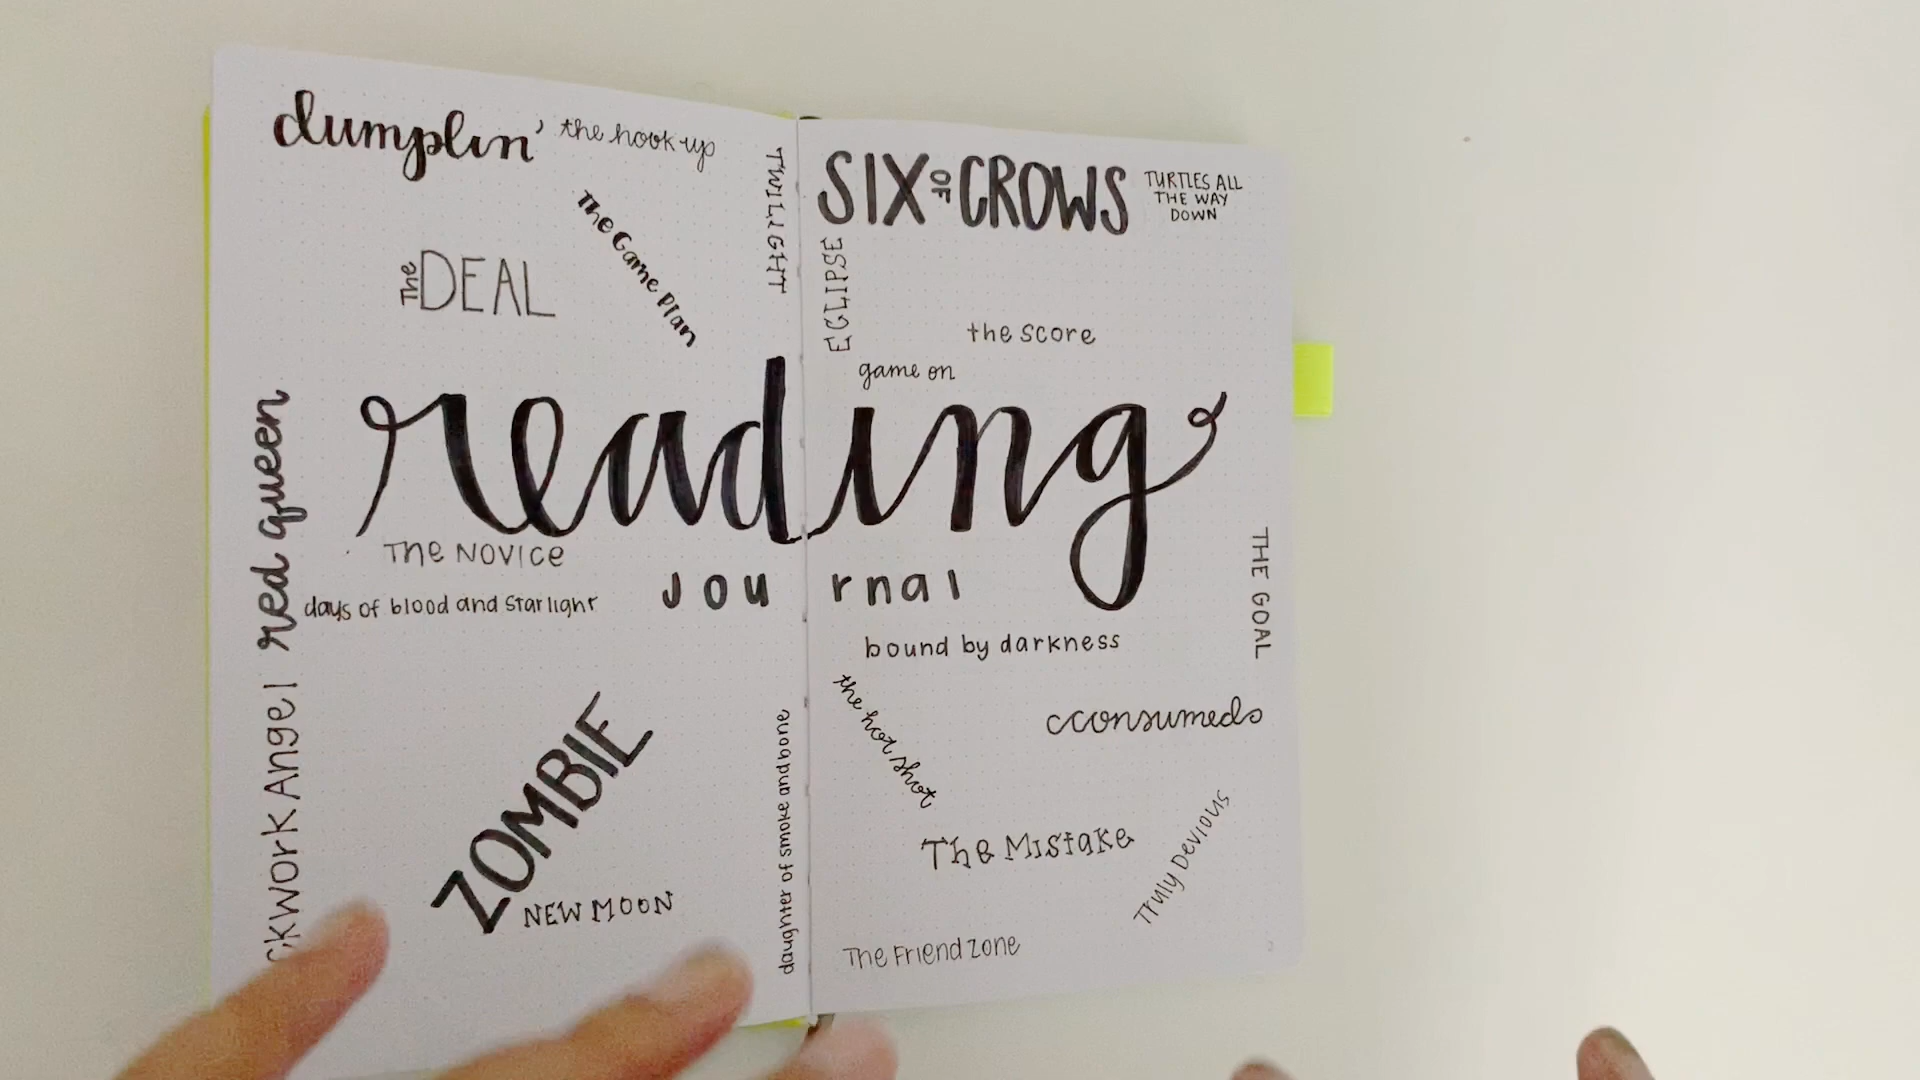 dumplin'
the hook up
TWILIGHT
The Game Plan
The DEAL
red queen
reading
THE NOVICE
journal
days of blood and starlight
ckwork Angel
ZOMBIE
NEW MOON
daughter of smoke and bone
SIX OF CROWS
TURTLES ALL
THE WAY
DOWN
ECLIPSE
the score
game on
THE GOAL
bound by darkness
the hot shot
cconsumedo
The Mistake
Truly Devious
The Friend Zone